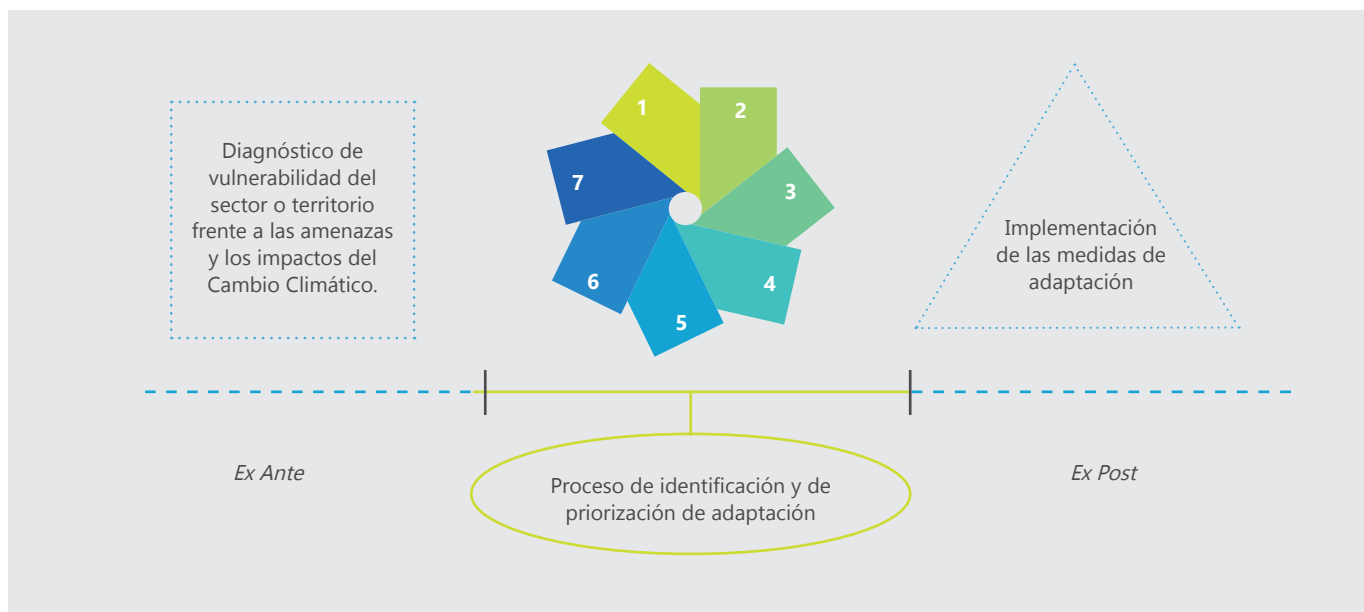 Diagnóstico de
vulnerabilidad del
sector o territorio
frente a las amenazas
y los impactos del
Cambio Climático.
1
2
3
4
5
6
7
Implementación
de las medidas de
adaptación
Ex Ante
Proceso de identificación y de
priorización de adaptación
Ex Post